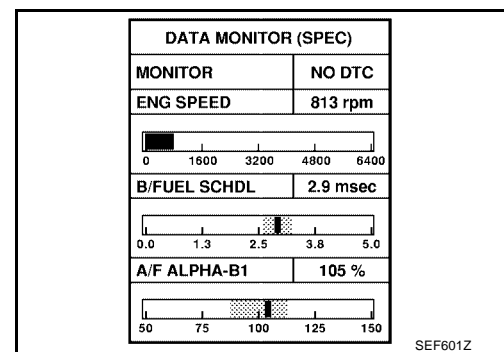 DATA MONITOR (SPEC)
MONITOR NO DTC
ENG SPEED 813 rpm
0 1600 3200 4800 6400
B/FUEL SCHDL 2.9 msec
0.0 1.3 2.5 3.8 5.0
A/F ALPHA-B1 105 %
50 75 100 125 150
SEF601Z